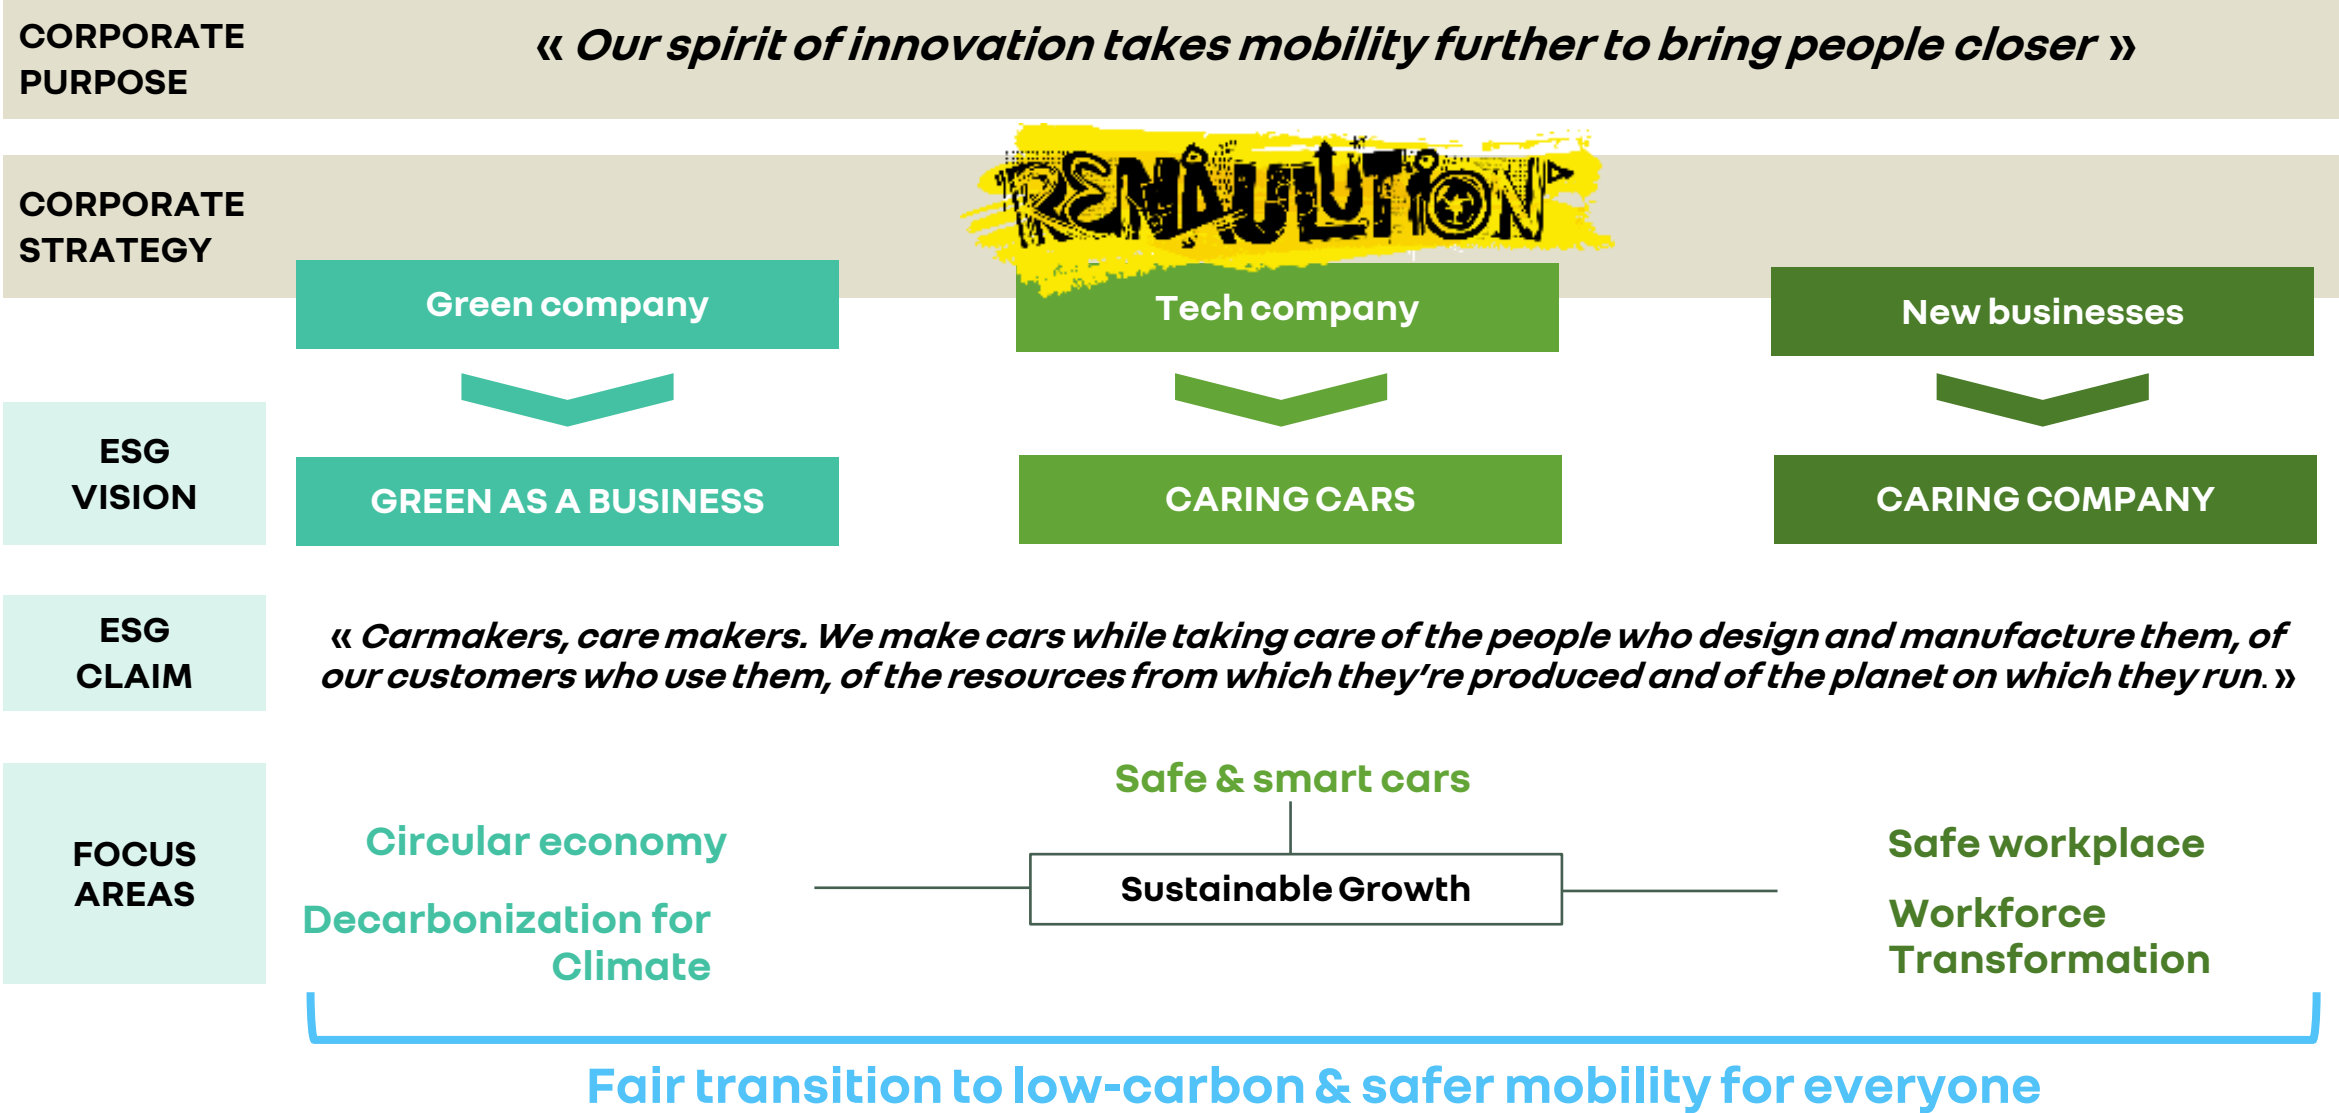 CORPORATE
PURPOSE
« Our spirit of innovation takes mobility further to bring people closer »
CORPORATE
STRATEGY
RENAULUTION
Green company
Tech company
New businesses
ESG
VISION
GREEN AS A BUSINESS
CARING CARS
CARING COMPANY
ESG
CLAIM
« Carmakers, care makers. We make cars while taking care of the people who design and manufacture them, of
our customers who use them, of the resources from which they're produced and of the planet on which they run. »
FOCUS
AREAS
Circular economy
Decarbonization for
Climate
Safe & smart cars
Sustainable Growth
Safe workplace
Workforce
Transformation
Fair transition to low-carbon & safer mobility for everyone